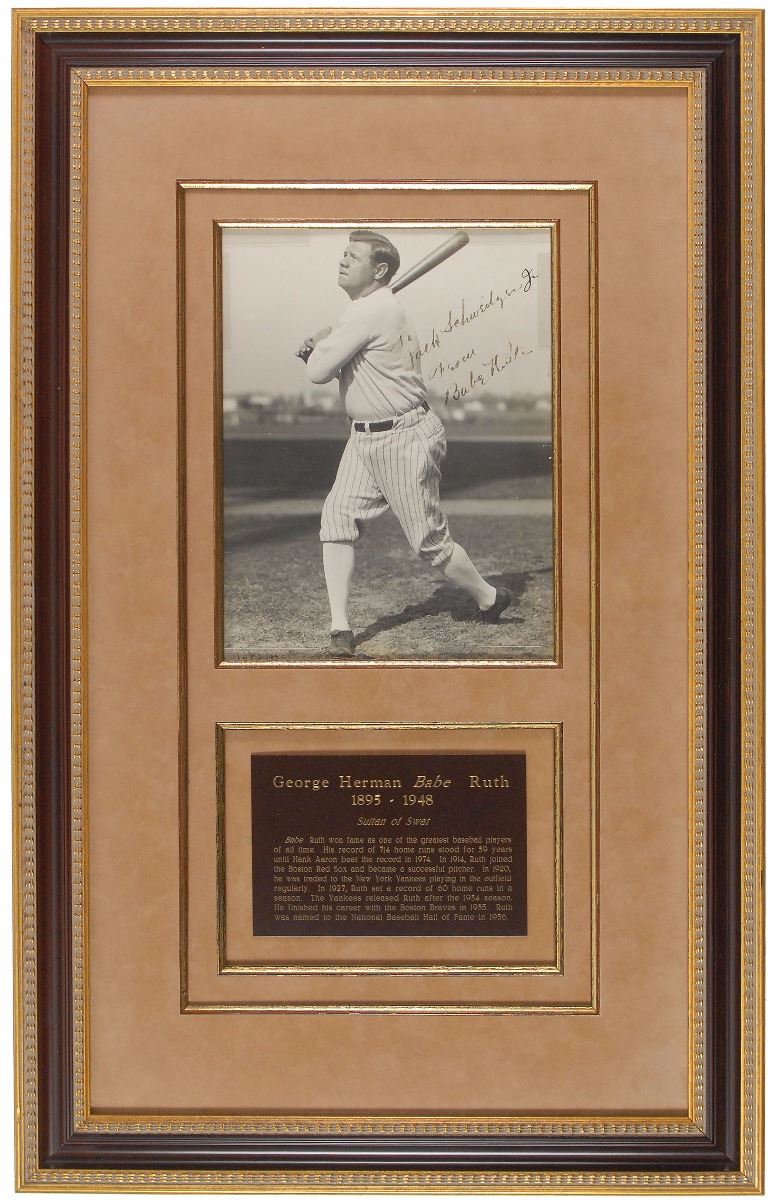 To
Jack Schweitzer Jr.
From
Babe Ruth
George Herman Babe Ruth
1895 - 1948
Sultan of Swat
Babe Ruth won fame as one of the greatest baseball players
of all time. His record of 714 home runs stood for 39 years
until Hank Aaron beat the record in 1974. In 1914, Ruth joined
the Boston Red Sox and became a successful pitcher. In 1920,
he was traded to the New York Yankees playing in the outfield
regularly. In 1927, Ruth set a record of 60 home runs in a
season. The Yankees released Ruth after the 1934 season.
He finished his career with the Boston Braves in 1935. Ruth
was named to the National Baseball Hall of Fame in 1936.